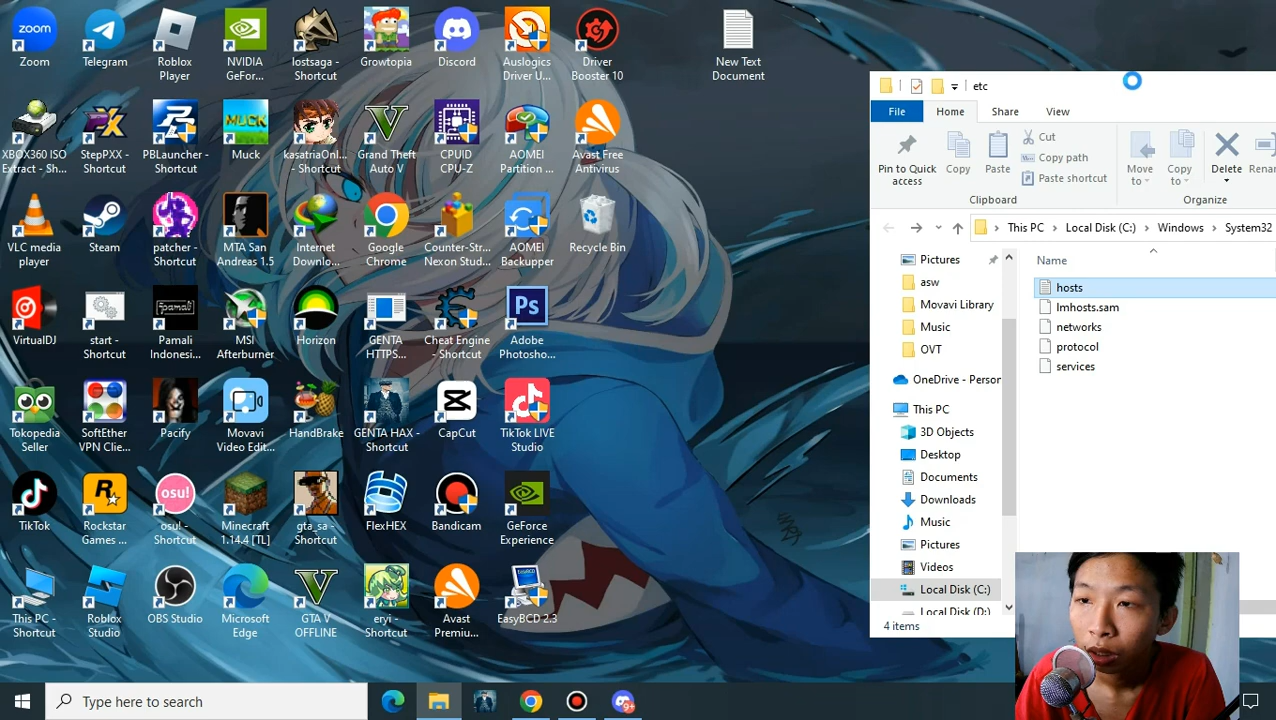 Zoom
Telegram
Roblox
Player
NVIDIA
GeFor...
lostsaga -
Shortcut
Growtopia
Discord
Auslogics
Driver U...
Driver
Booster 10
New Text
Document
XBOX360 ISO
Extract - Sh...
StepPXX -
Shortcut
PBLauncher -
Shortcut
MUCK
Muck
kasatriaOnl...
- Shortcut
Grand Theft
Auto V
CPUID
CPU-Z
AOMEI
Partition ...
Avast Free
Antivirus
VLC media
player
Steam
patcher -
Shortcut
MTA San
Andreas 1.5
Internet
Downlo...
Google
Chrome
Counter-Str...
Nexon Stud...
AOMEI
Backupper
Recycle Bin
VirtualDJ
start -
Shortcut
Pamali
Indonesi...
MSI
Afterburner
Horizon
GENTA
HTTPS...
Cheat Engine
- Shortcut
Ps
Adobe
Photosho...
Tokopedia
Seller
SoftEther
VPN Clie...
Pacify
Movavi
Video Edit...
HandBrake
GENTA HAX -
Shortcut
CapCut
TikTok LIVE
Studio
TikTok
Rockstar
Games ...
osu!
osu! -
Shortcut
Minecraft
1.14.4 [TL]
gta_sa -
Shortcut
FlexHEX
Bandicam
GeForce
Experience
This PC -
Shortcut
Roblox
Studio
OBS Studio
Microsoft
Edge
GTA V
OFFLINE
eryi -
Shortcut
Avast
Premiu...
EasyBCD 2.3
etc
File
Home
Share
View
Pin to Quick
access
Copy
Paste
Cut
Copy path
Paste shortcut
Clipboard
Move
to
Copy
to
Delete
Renam
Organize
This PC > Local Disk (C:) > Windows > System32
Name
hosts
lmhosts.sam
networks
protocol
services
Pictures
asw
Movavi Library
Music
OVT
OneDrive - Person
This PC
3D Objects
Desktop
Documents
Downloads
Music
Pictures
Videos
Local Disk (C:)
Local Disk (D:)
4 items
Type here to search
9+